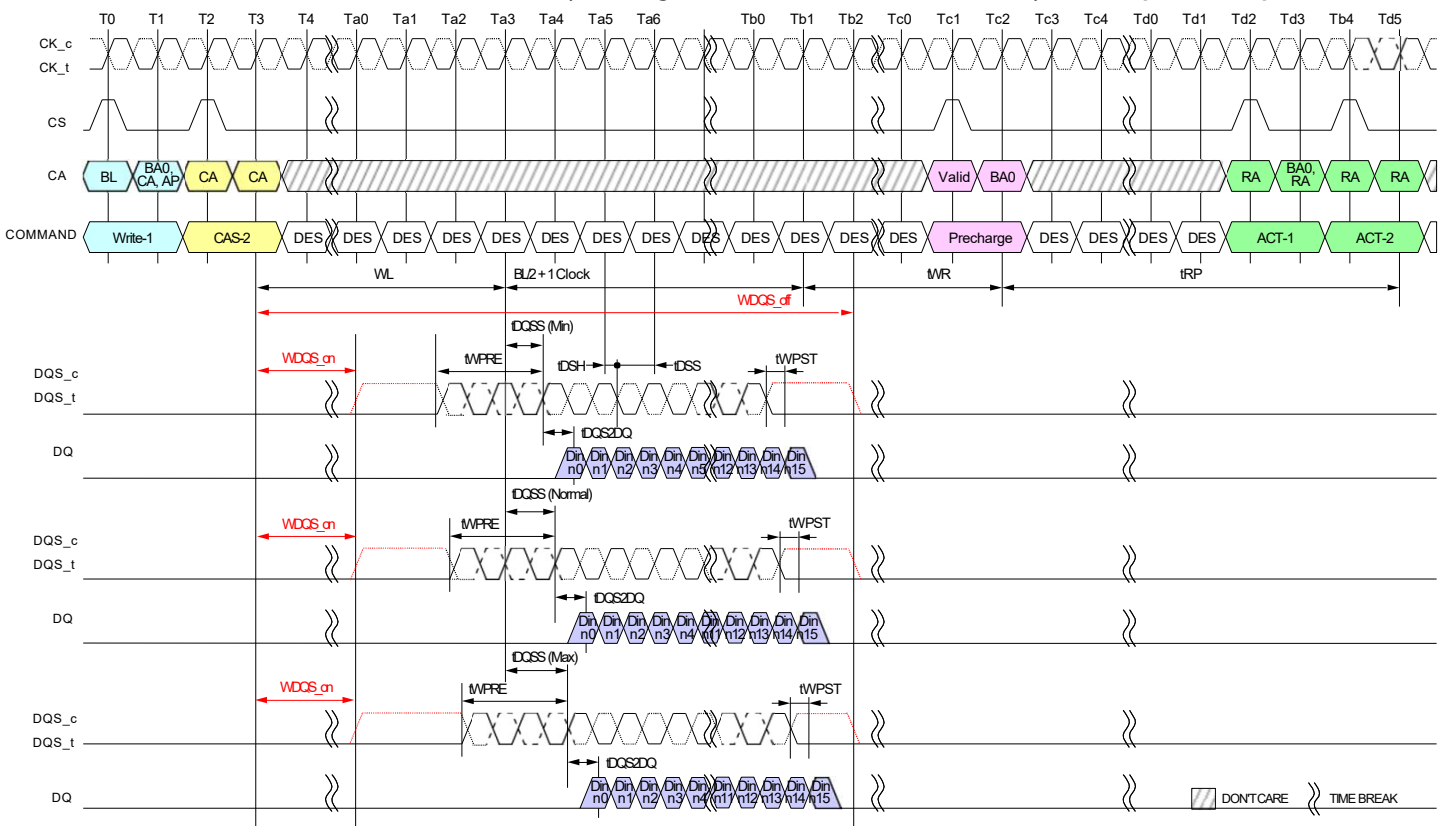 T0 T1 T2 T3 T4 Ta0 Ta1 Ta2 Ta3 Ta4 Ta5 Ta6 Tb0 Tb1 Tb2 Tc0 Tc1 Tc2 Tc3 Tc4 Td0 Td1 Td2 Td3 Tb4 Td5
CK_c
CK_t
CS
CA BL BA0, CA, AP CA CA Valid BA0 RA BA0, RA RA RA
COMMAND Write-1 CAS-2 DES DES DES DES DES DES DES DES DES DES DES DES DES Precharge DES DES DES DES ACT-1 ACT-2
WL BL/2 + 1 Clock tWR tRP
WDQS_off
tDQSS (Min)
WDQS_on tWPRE tDSH tDSS tWPST
DQS_c
DQS_t
tDQS2DQ
DQ Din n0 Din n1 Din n2 Din n3 Din n4 Din n5 Din n12 Din n13 Din n14 Din n15
tDQSS (Normal)
WDQS_on tWPRE tWPST
DQS_c
DQS_t
tDQS2DQ
DQ Din n0 Din n1 Din n2 Din n3 Din n4 Din n11 Din n12 Din n13 Din n14 Din n15
tDQSS (Max)
WDQS_on tWPRE tWPST
DQS_c
DQS_t
tDQS2DQ
DQ Din n0 Din n1 Din n2 Din n3 Din n4 Din n11 Din n12 Din n13 Din n14 Din n15
DON'T CARE TIME BREAK